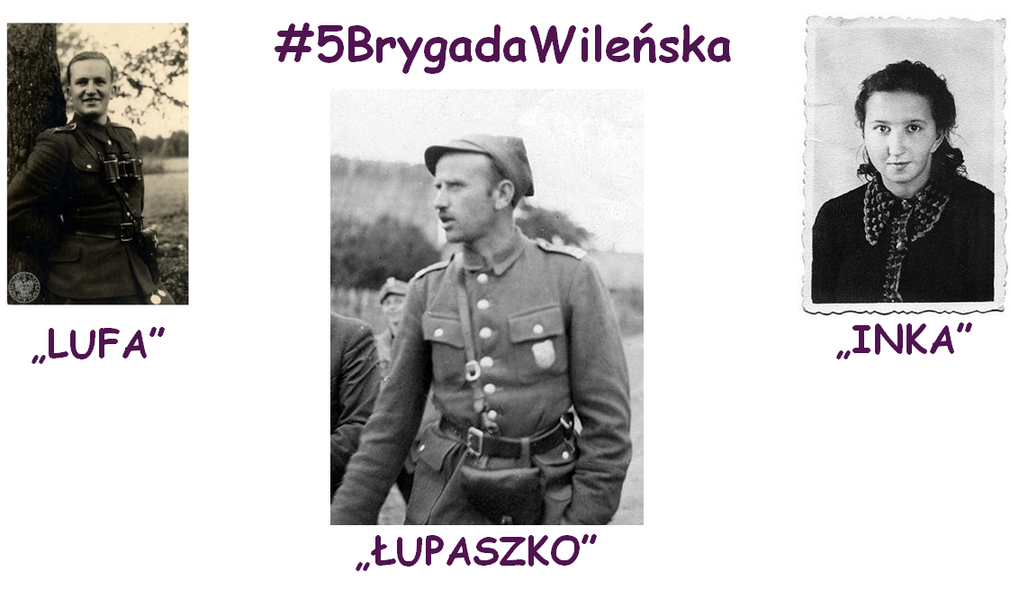 #5BrygadaWileńska
„LUFA”
„INKA”
„ŁUPASZKO”